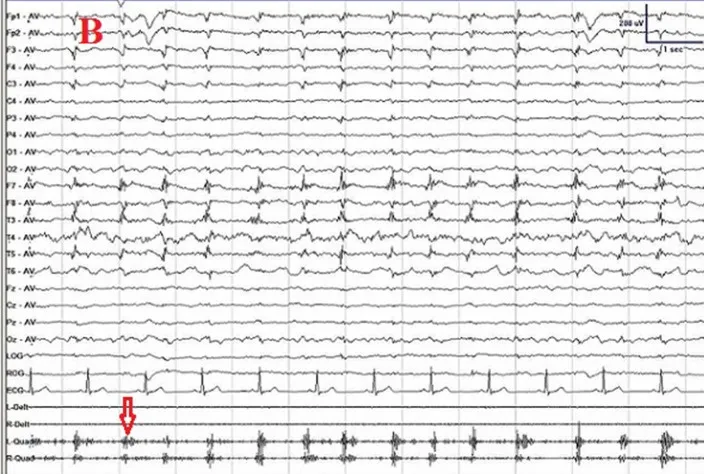 B
Fp1 - AV
Fp2 - AV
F3 - AV
F4 - AV
C3 - AV
C4 - AV
P3 - AV
P4 - AV
O1 - AV
O2 - AV
F7 - AV
F8 - AV
T3 - AV
T4 - AV
T5 - AV
T6 - AV
Fz - AV
Cz - AV
Pz - AV
Oz - AV
LOG
ROG
ECG
L-Delt
R-Delt
L-Quad
R-Quad
200 uV
1 sec